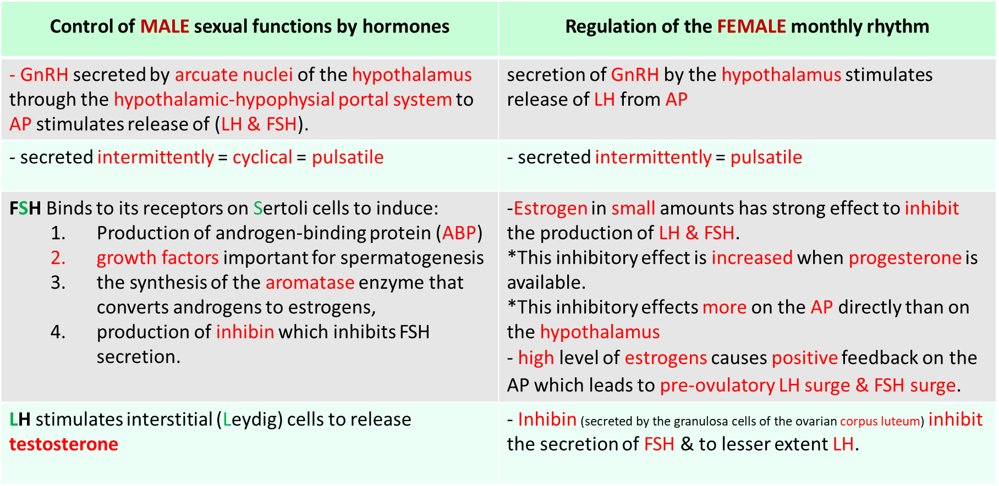 Control of MALE sexual functions by hormones
Regulation of the FEMALE monthly rhythm
- GnRH secreted by arcuate nuclei of the hypothalamus
through the hypothalamic-hypophysial portal system to
AP stimulates release of (LH & FSH).
secretion of GnRH by the hypothalamus stimulates
release of LH from AP
- secreted intermittently = cyclical = pulsatile
- secreted intermittently = pulsatile
FSH Binds to its receptors on Sertoli cells to induce:
1. Production of androgen-binding protein (ABP)
2. growth factors important for spermatogenesis
3. the synthesis of the aromatase enzyme that
converts androgens to estrogens,
4. production of inhibin which inhibits FSH
secretion.
-Estrogen in small amounts has strong effect to inhibit
the production of LH & FSH.
*This inhibitory effect is increased when progesterone is
available.
*This inhibitory effects more on the AP directly than on
the hypothalamus
- high level of estrogens causes positive feedback on the
AP which leads to pre-ovulatory LH surge & FSH surge.
LH stimulates interstitial (Leydig) cells to release
testosterone
- Inhibin (secreted by the granulosa cells of the ovarian corpus luteum) inhibit
the secretion of FSH & to lesser extent LH.